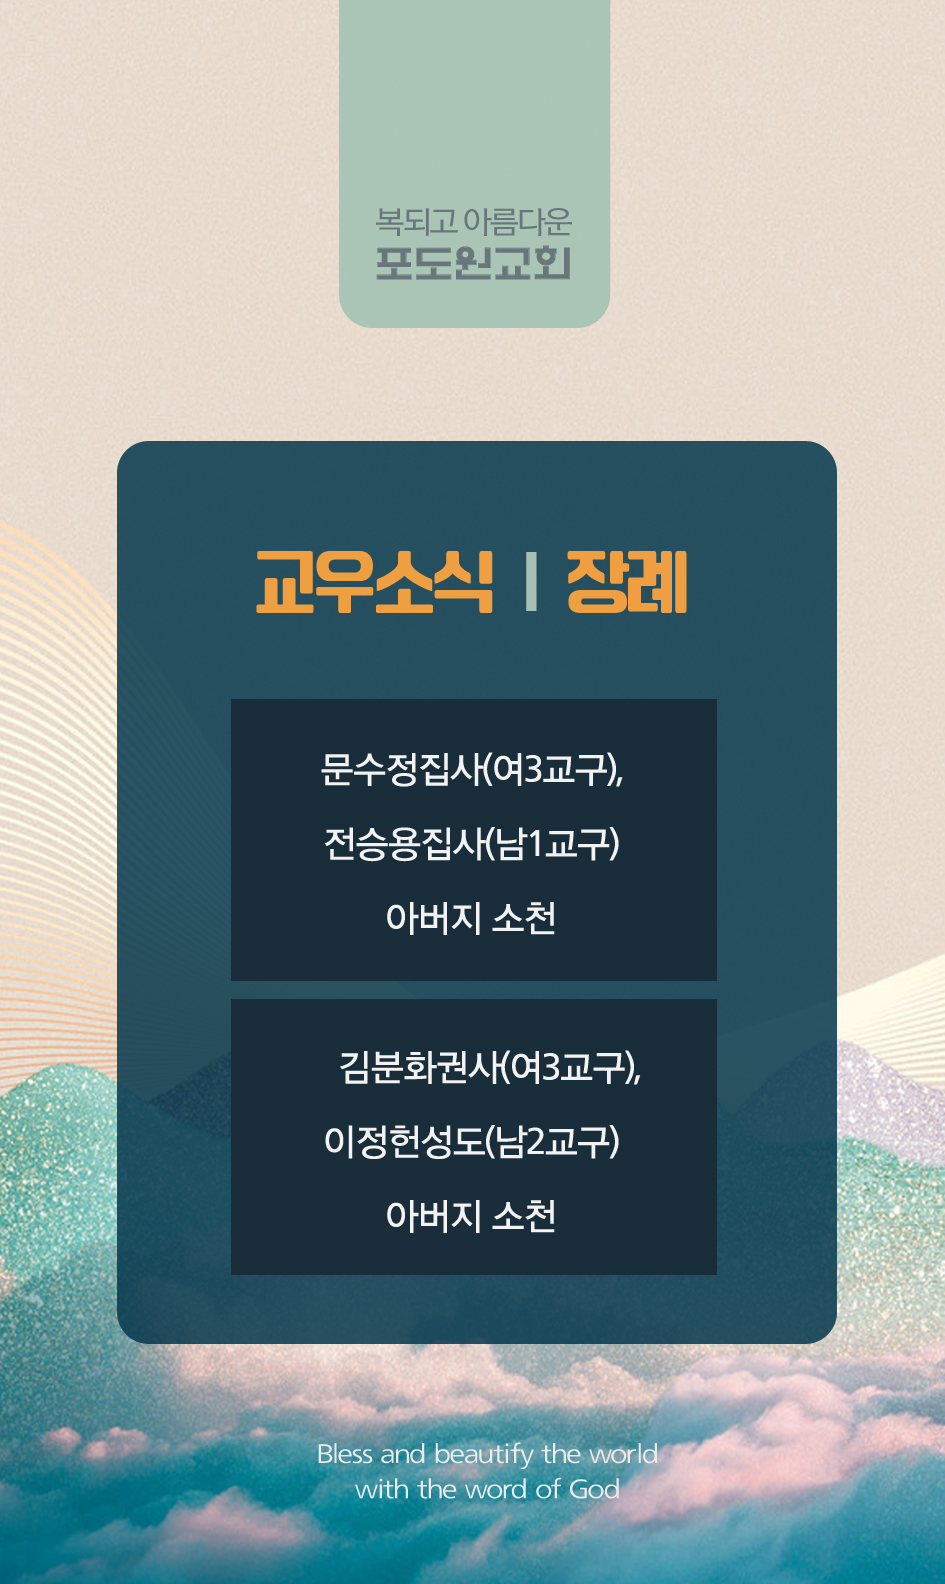 복되고 아름다운
포도원교회
교우소식 | 장례
문수정집사(여3교구),
전승용집사(남1교구)
아버지 소천
김분화권사(여3교구),
이정헌성도(남2교구)
아버지 소천
Bless and beautify the world
with the word of God